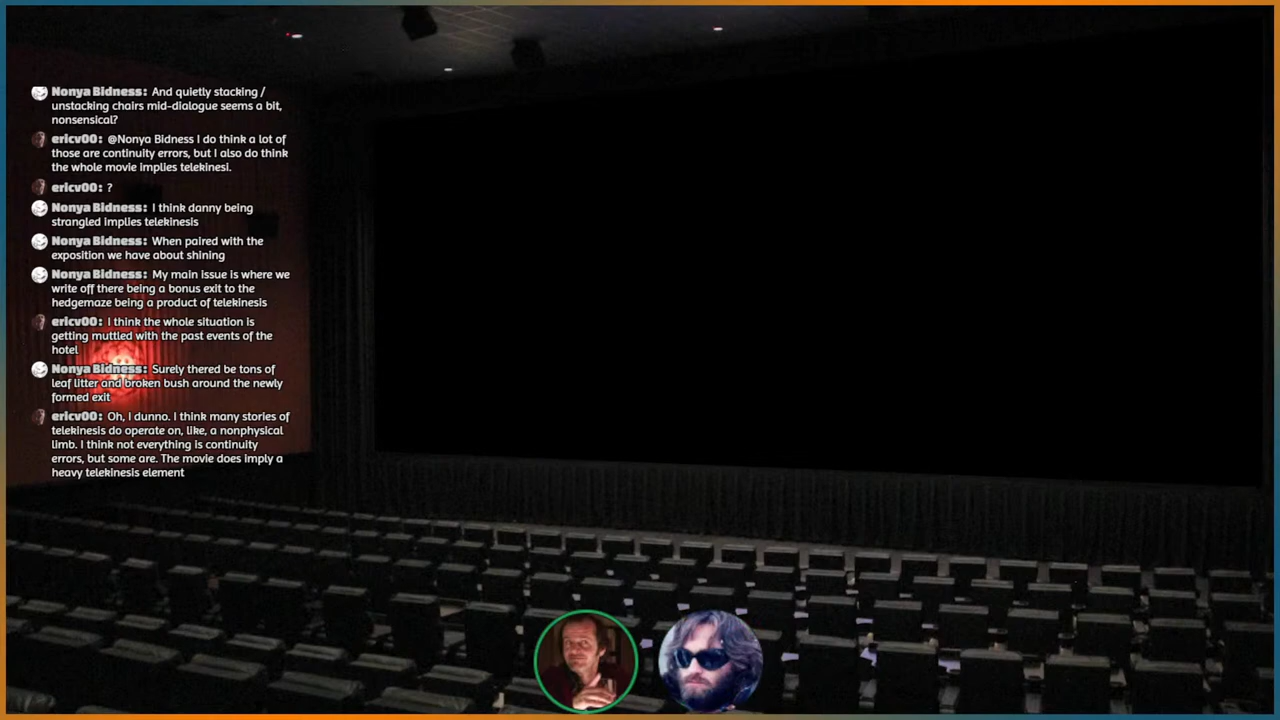 Nonya Bidness: And quietly stacking /
unstacking chairs mid-dialogue seems a bit,
nonsensical?
ericv00: @Nonya Bidness I do think a lot of
those are continuity errors, but I also do think
the whole movie implies telekinesi.
ericv00: ?
Nonya Bidness: I think danny being
strangled implies telekinesis
Nonya Bidness: When paired with the
exposition we have about shining
Nonya Bidness: My main issue is where we
write off there being a bonus exit to the
hedgemaze being a product of telekinesis
ericv00: I think the whole situation is
getting muttled with the past events of the
hotel
Nonya Bidness: Surely thered be tons of
leaf litter and broken bush around the newly
formed exit
ericv00: Oh, I dunno. I think many stories of
telekinesis do operate on, like, a nonphysical
limb. I think not everything is continuity
errors, but some are. The movie does imply a
heavy telekinesis element